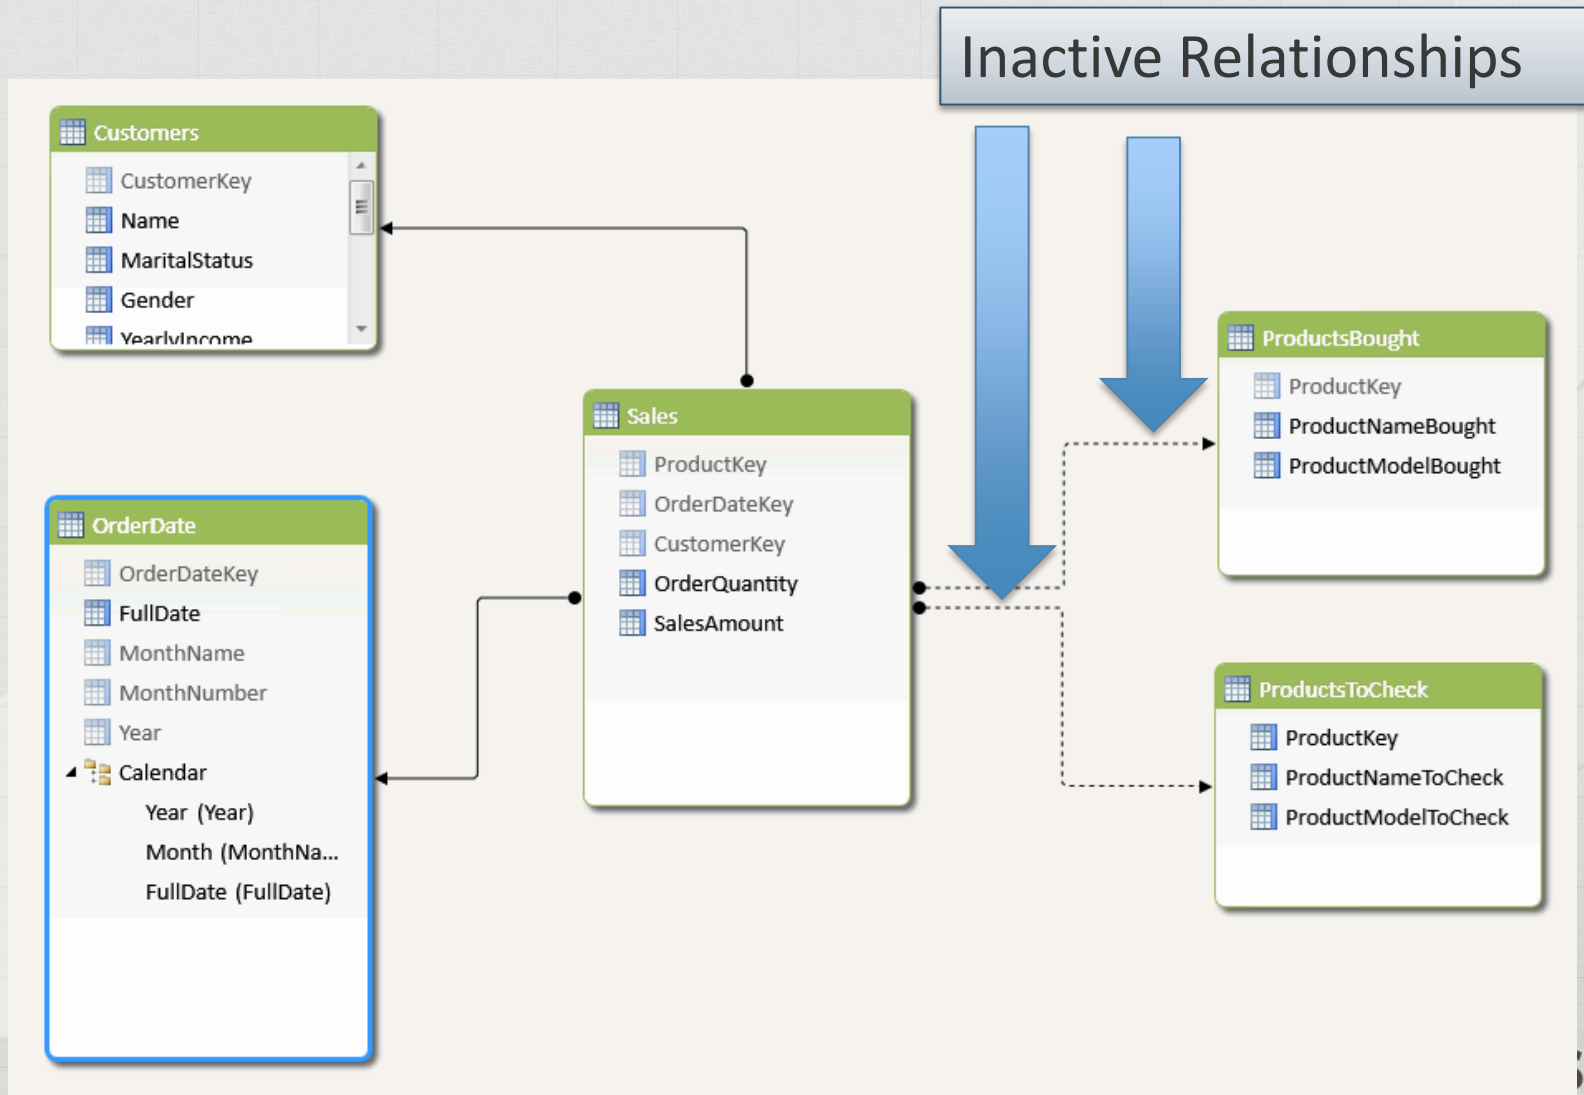 Inactive Relationships
Customers
CustomerKey
Name
MaritalStatus
Gender
YearlyIncome
OrderDate
OrderDateKey
FullDate
MonthName
MonthNumber
Year
Calendar
Year (Year)
Month (MonthNa...
FullDate (FullDate)
Sales
ProductKey
OrderDateKey
CustomerKey
OrderQuantity
SalesAmount
ProductsBought
ProductKey
ProductNameBought
ProductModelBought
ProductsToCheck
ProductKey
ProductNameToCheck
ProductModelToCheck